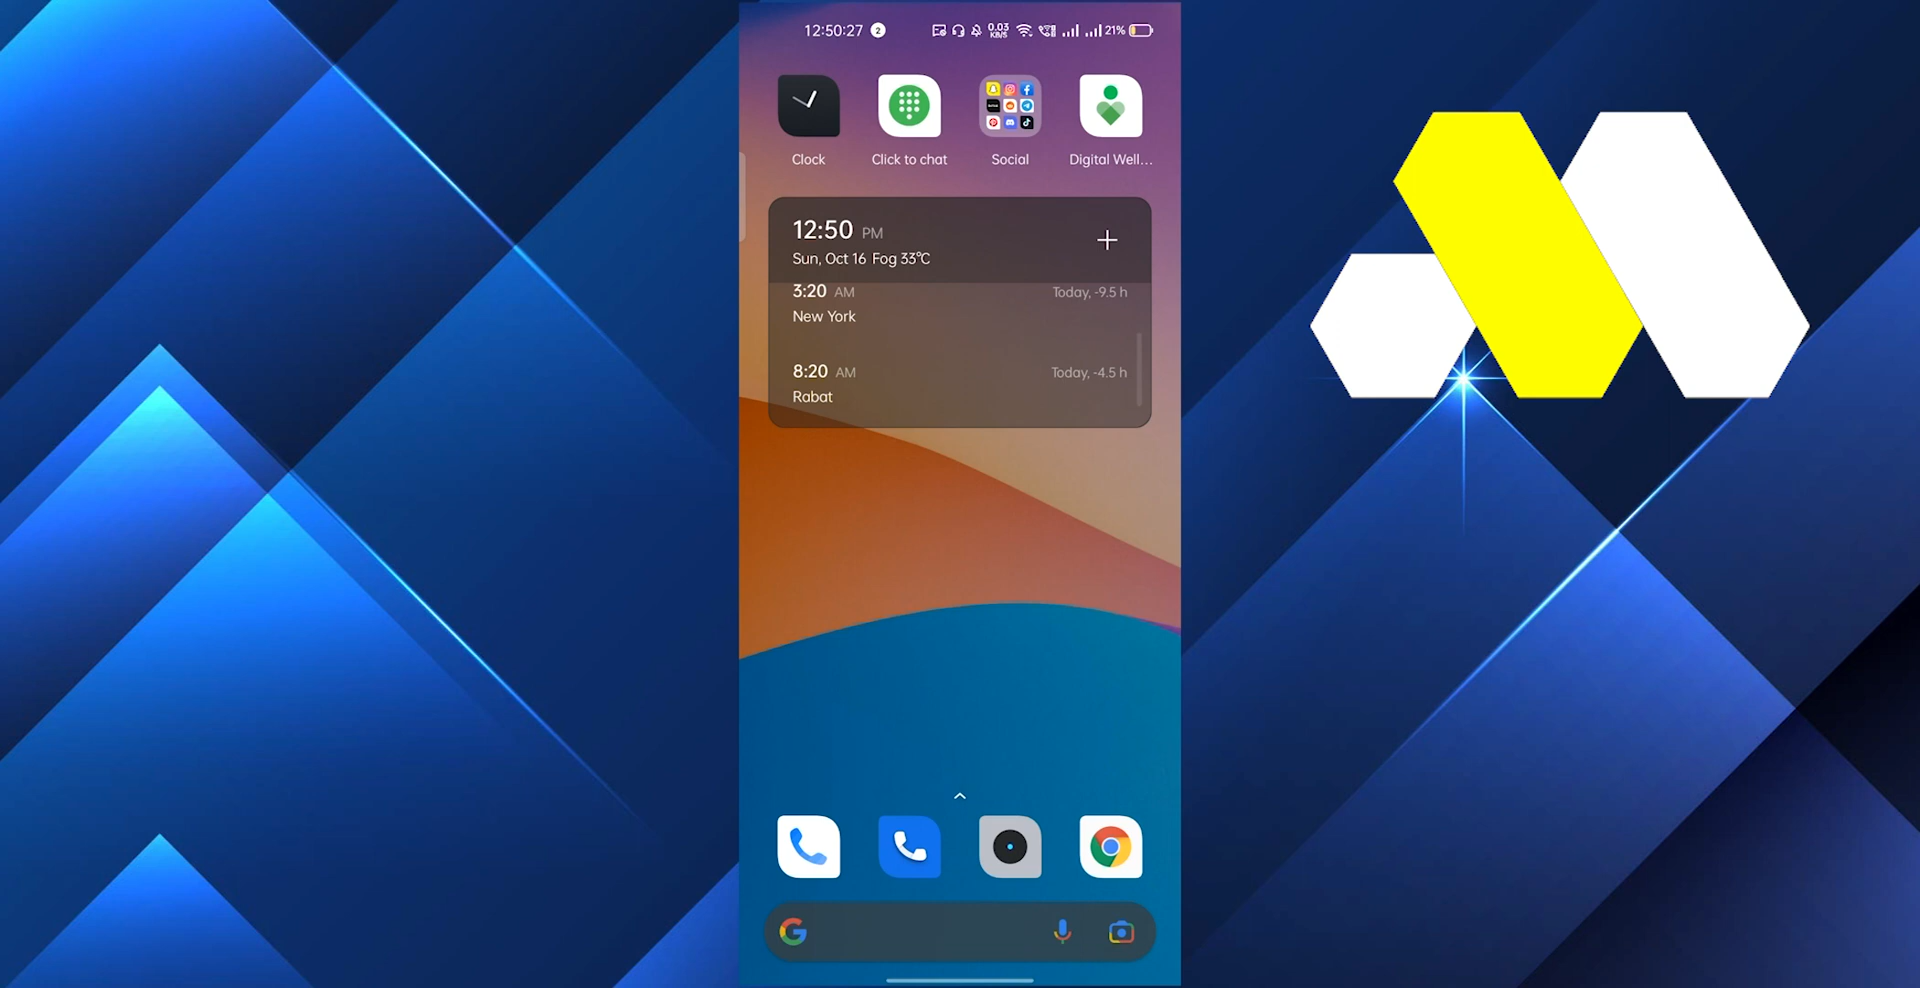 12:50:27 2 0.03 KB/S 21%
Clock Click to chat Social Digital Well...
12:50 PM
Sun, Oct 16 Fog 33℃
3:20 AM Today, -9.5 h
New York
8:20 AM Today, -4.5 h
Rabat